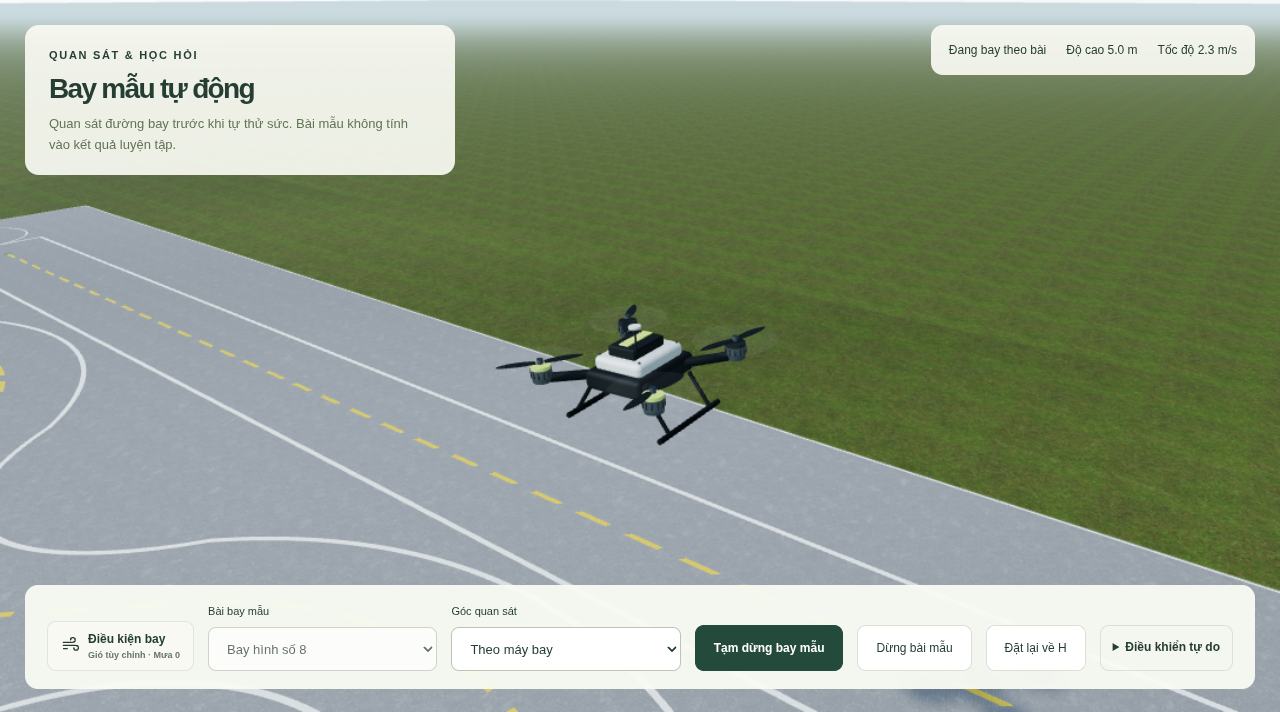 QUAN SÁT & HỌC HỎI
Bay mẫu tự động
Quan sát đường bay trước khi tự thử sức. Bài mẫu không tính
vào kết quả luyện tập.
Đang bay theo bài Độ cao 5.0 m Tốc độ 2.3 m/s
Điều kiện bay
Gió tùy chỉnh · Mưa 0
Bài bay mẫu
Bay hình số 8
Góc quan sát
Theo máy bay
Tạm dừng bay mẫu
Dừng bài mẫu
Đặt lại về H
Điều khiển tự do